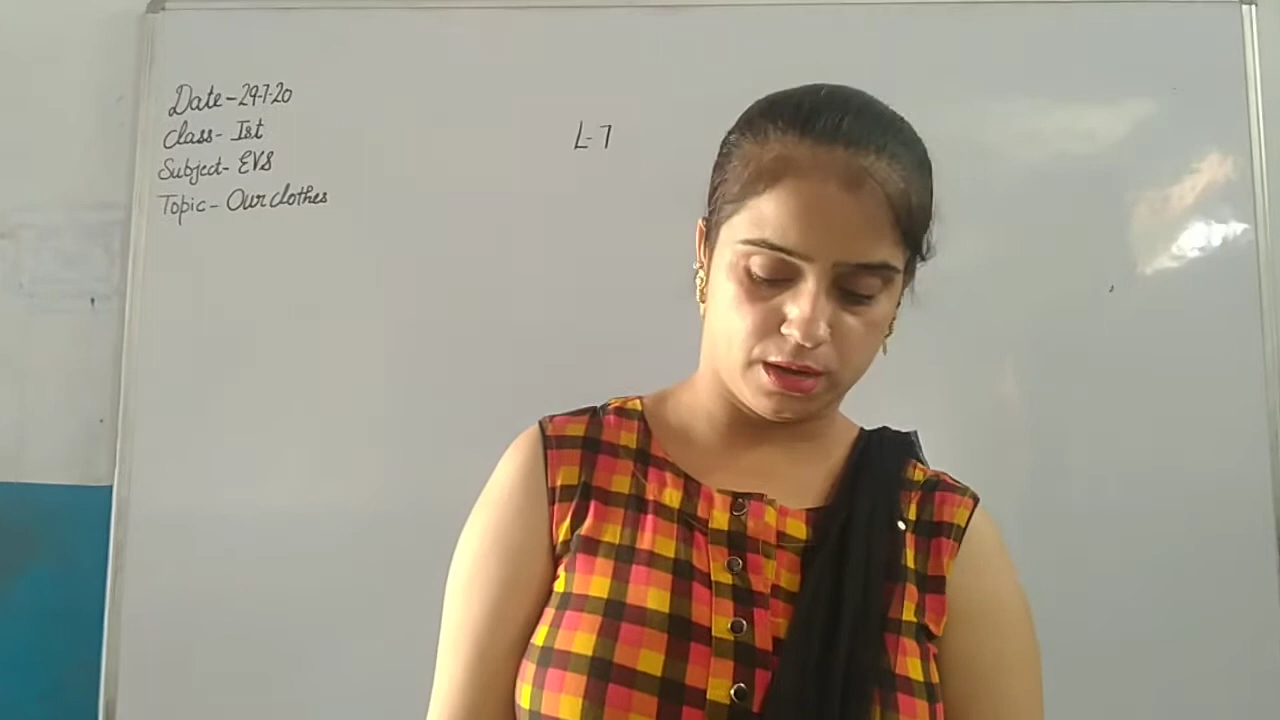 Date - 29-7-20
Class - Ist
L-7
Subject - EVS
Topic - Our clothes